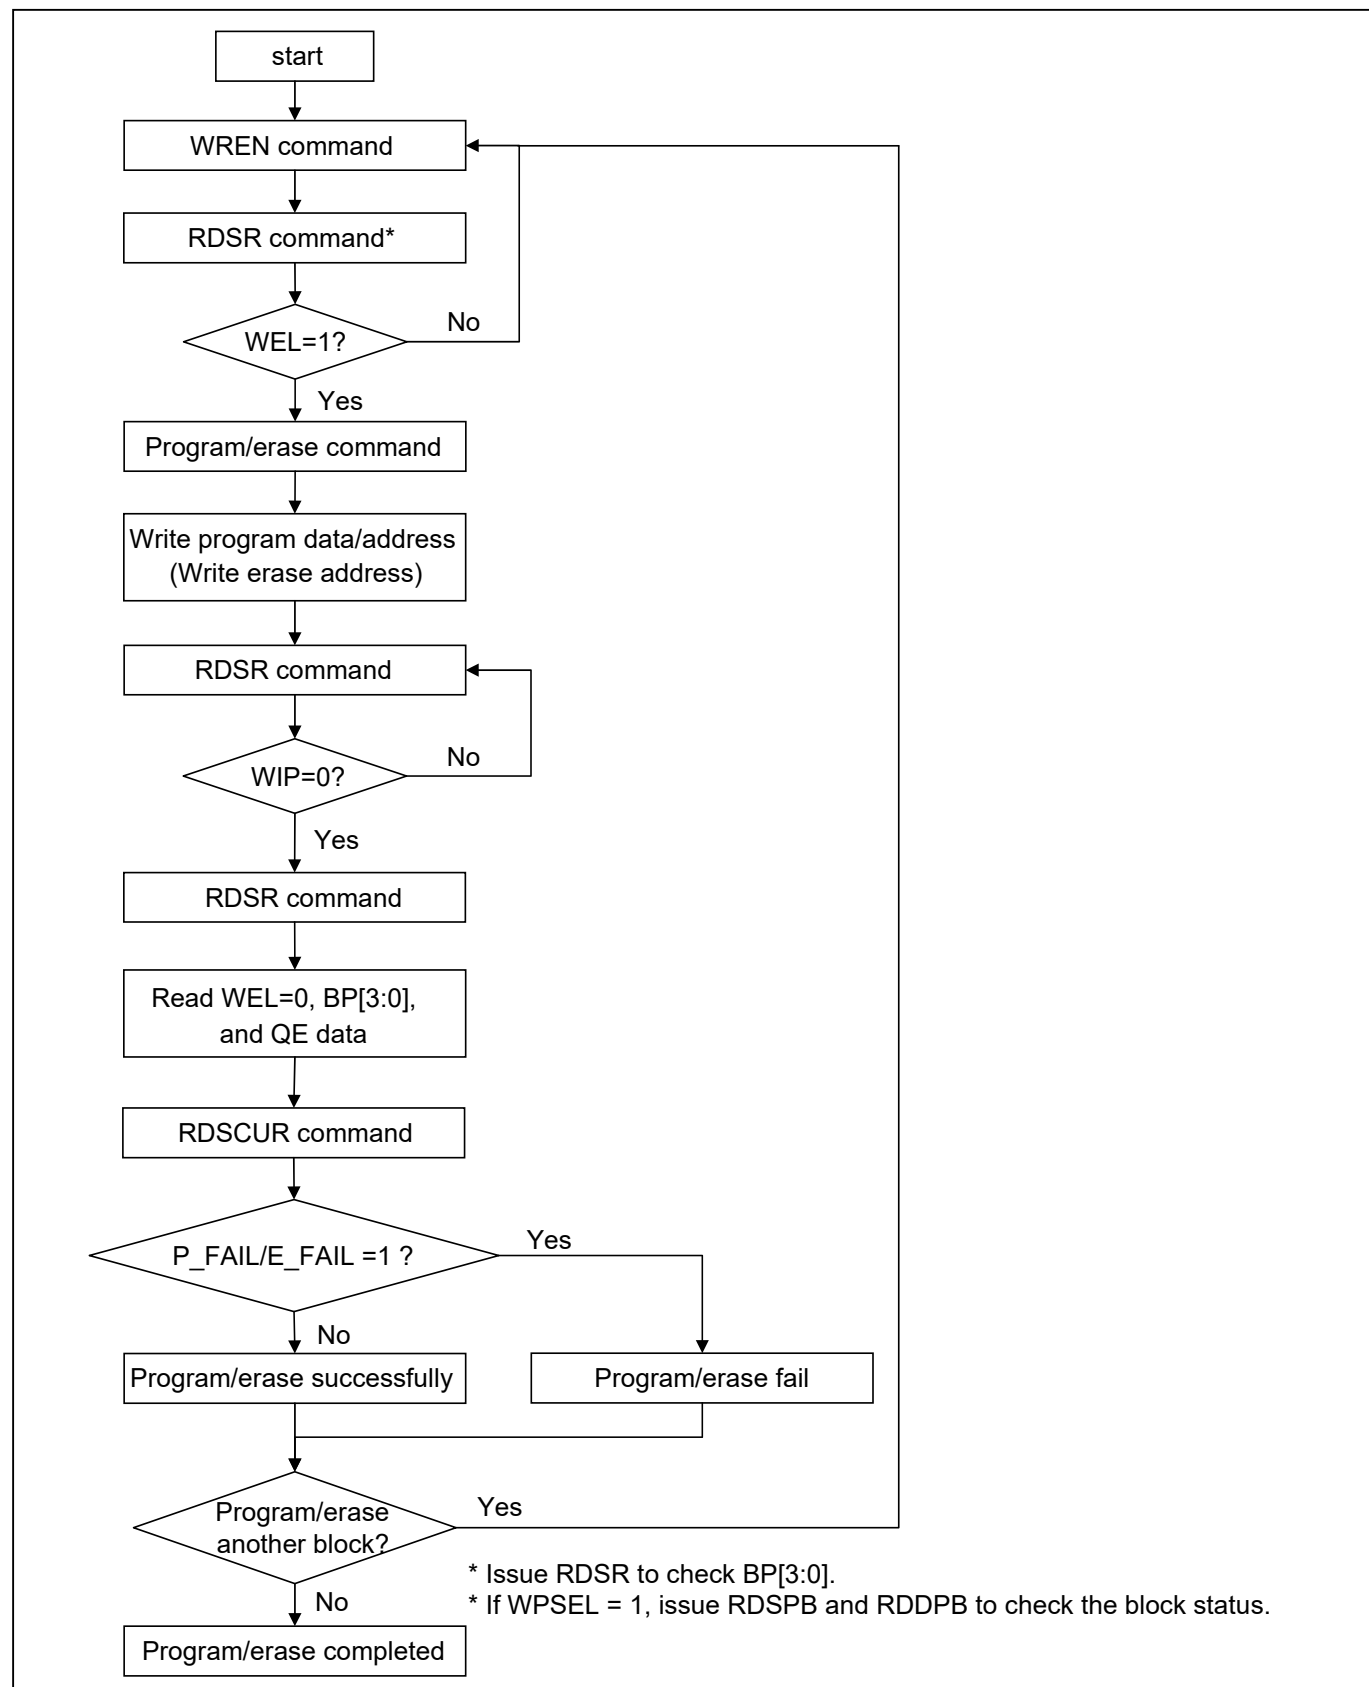 start
WREN command
RDSR command*
WEL=1?
No
Yes
Program/erase command
Write program data/address
(Write erase address)
RDSR command
WIP=0?
No
Yes
RDSR command
Read WEL=0, BP[3:0],
and QE data
RDSCUR command
P_FAIL/E_FAIL =1 ?
Yes
No
Program/erase successfully
Program/erase fail
Program/erase
another block?
Yes
No
* Issue RDSR to check BP[3:0].
* If WPSEL = 1, issue RDSPB and RDDPB to check the block status.
Program/erase completed